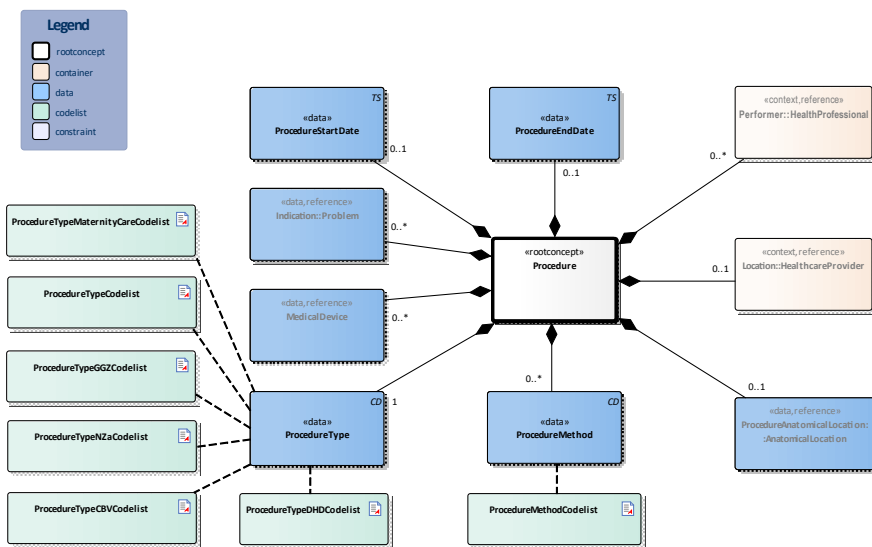 Legend
rootconcept
container
data
codelist
constraint
TS
«data»
ProcedureStartDate
0..1
TS
«data»
ProcedureEndDate
0..1
«context,reference»
Performer::HealthProfessional
0..*
«data,reference»
Indication::Problem
0..*
«rootconcept»
Procedure
«context,reference»
Location::HealthcareProvider
0..1
«data,reference»
MedicalDevice
0..*
ProcedureTypeMaternityCareCodelist
ProcedureTypeCodelist
ProcedureTypeGGZCodelist
ProcedureTypeNZaCodelist
ProcedureTypeCBVCodelist
CD
«data»
ProcedureType
1
0..*
CD
«data»
ProcedureMethod
0..1
«data,reference»
ProcedureAnatomicalLocation:
:AnatomicalLocation
ProcedureTypeDHDCodelist
ProcedureMethodCodelist